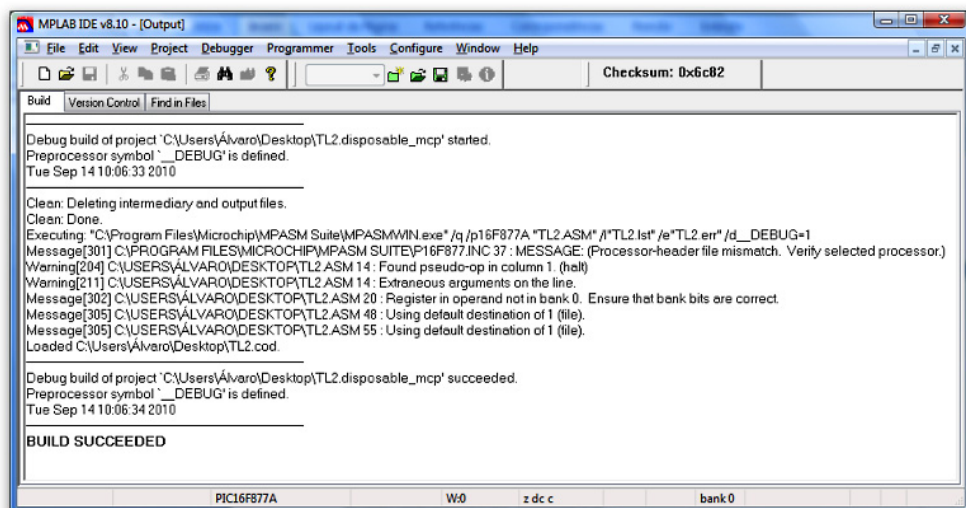 MPLAB IDE v8.10 - [Output]
File Edit View Project Debugger Programmer Tools Configure Window Help
Checksum: 0x6c82
Build Version Control Find in Files
Debug build of project `C:\Users\Álvaro\Desktop\TL2.disposable_mcp' started.
Preprocessor symbol `__DEBUG' is defined.
Tue Sep 14 10:06:33 2010
Clean: Deleting intermediary and output files.
Clean: Done.
Executing: "C:\Program Files\Microchip\MPASM Suite\MPASMWIN.exe" /q /p16F877A "TL2.ASM" /l"TL2.lst" /e"TL2.err" /d__DEBUG=1
Message[301] C:\PROGRAM FILES\MICROCHIP\MPASM SUITE\P16F877.INC 37 : MESSAGE: (Processor-header file mismatch. Verify selected processor.)
Warning[204] C:\USERS\ÁLVARO\DESKTOP\TL2.ASM 14 : Found pseudo-op in column 1. (halt)
Warning[211] C:\USERS\ÁLVARO\DESKTOP\TL2.ASM 14 : Extraneous arguments on the line.
Message[302] C:\USERS\ÁLVARO\DESKTOP\TL2.ASM 20 : Register in operand not in bank 0. Ensure that bank bits are correct.
Message[305] C:\USERS\ÁLVARO\DESKTOP\TL2.ASM 48 : Using default destination of 1 (file).
Message[305] C:\USERS\ÁLVARO\DESKTOP\TL2.ASM 55 : Using default destination of 1 (file).
Loaded C:\Users\Álvaro\Desktop\TL2.cod.
Debug build of project `C:\Users\Álvaro\Desktop\TL2.disposable_mcp' succeeded.
Preprocessor symbol `__DEBUG' is defined.
Tue Sep 14 10:06:34 2010
BUILD SUCCEEDED
PIC16F877A W:0 z dc c bank 0